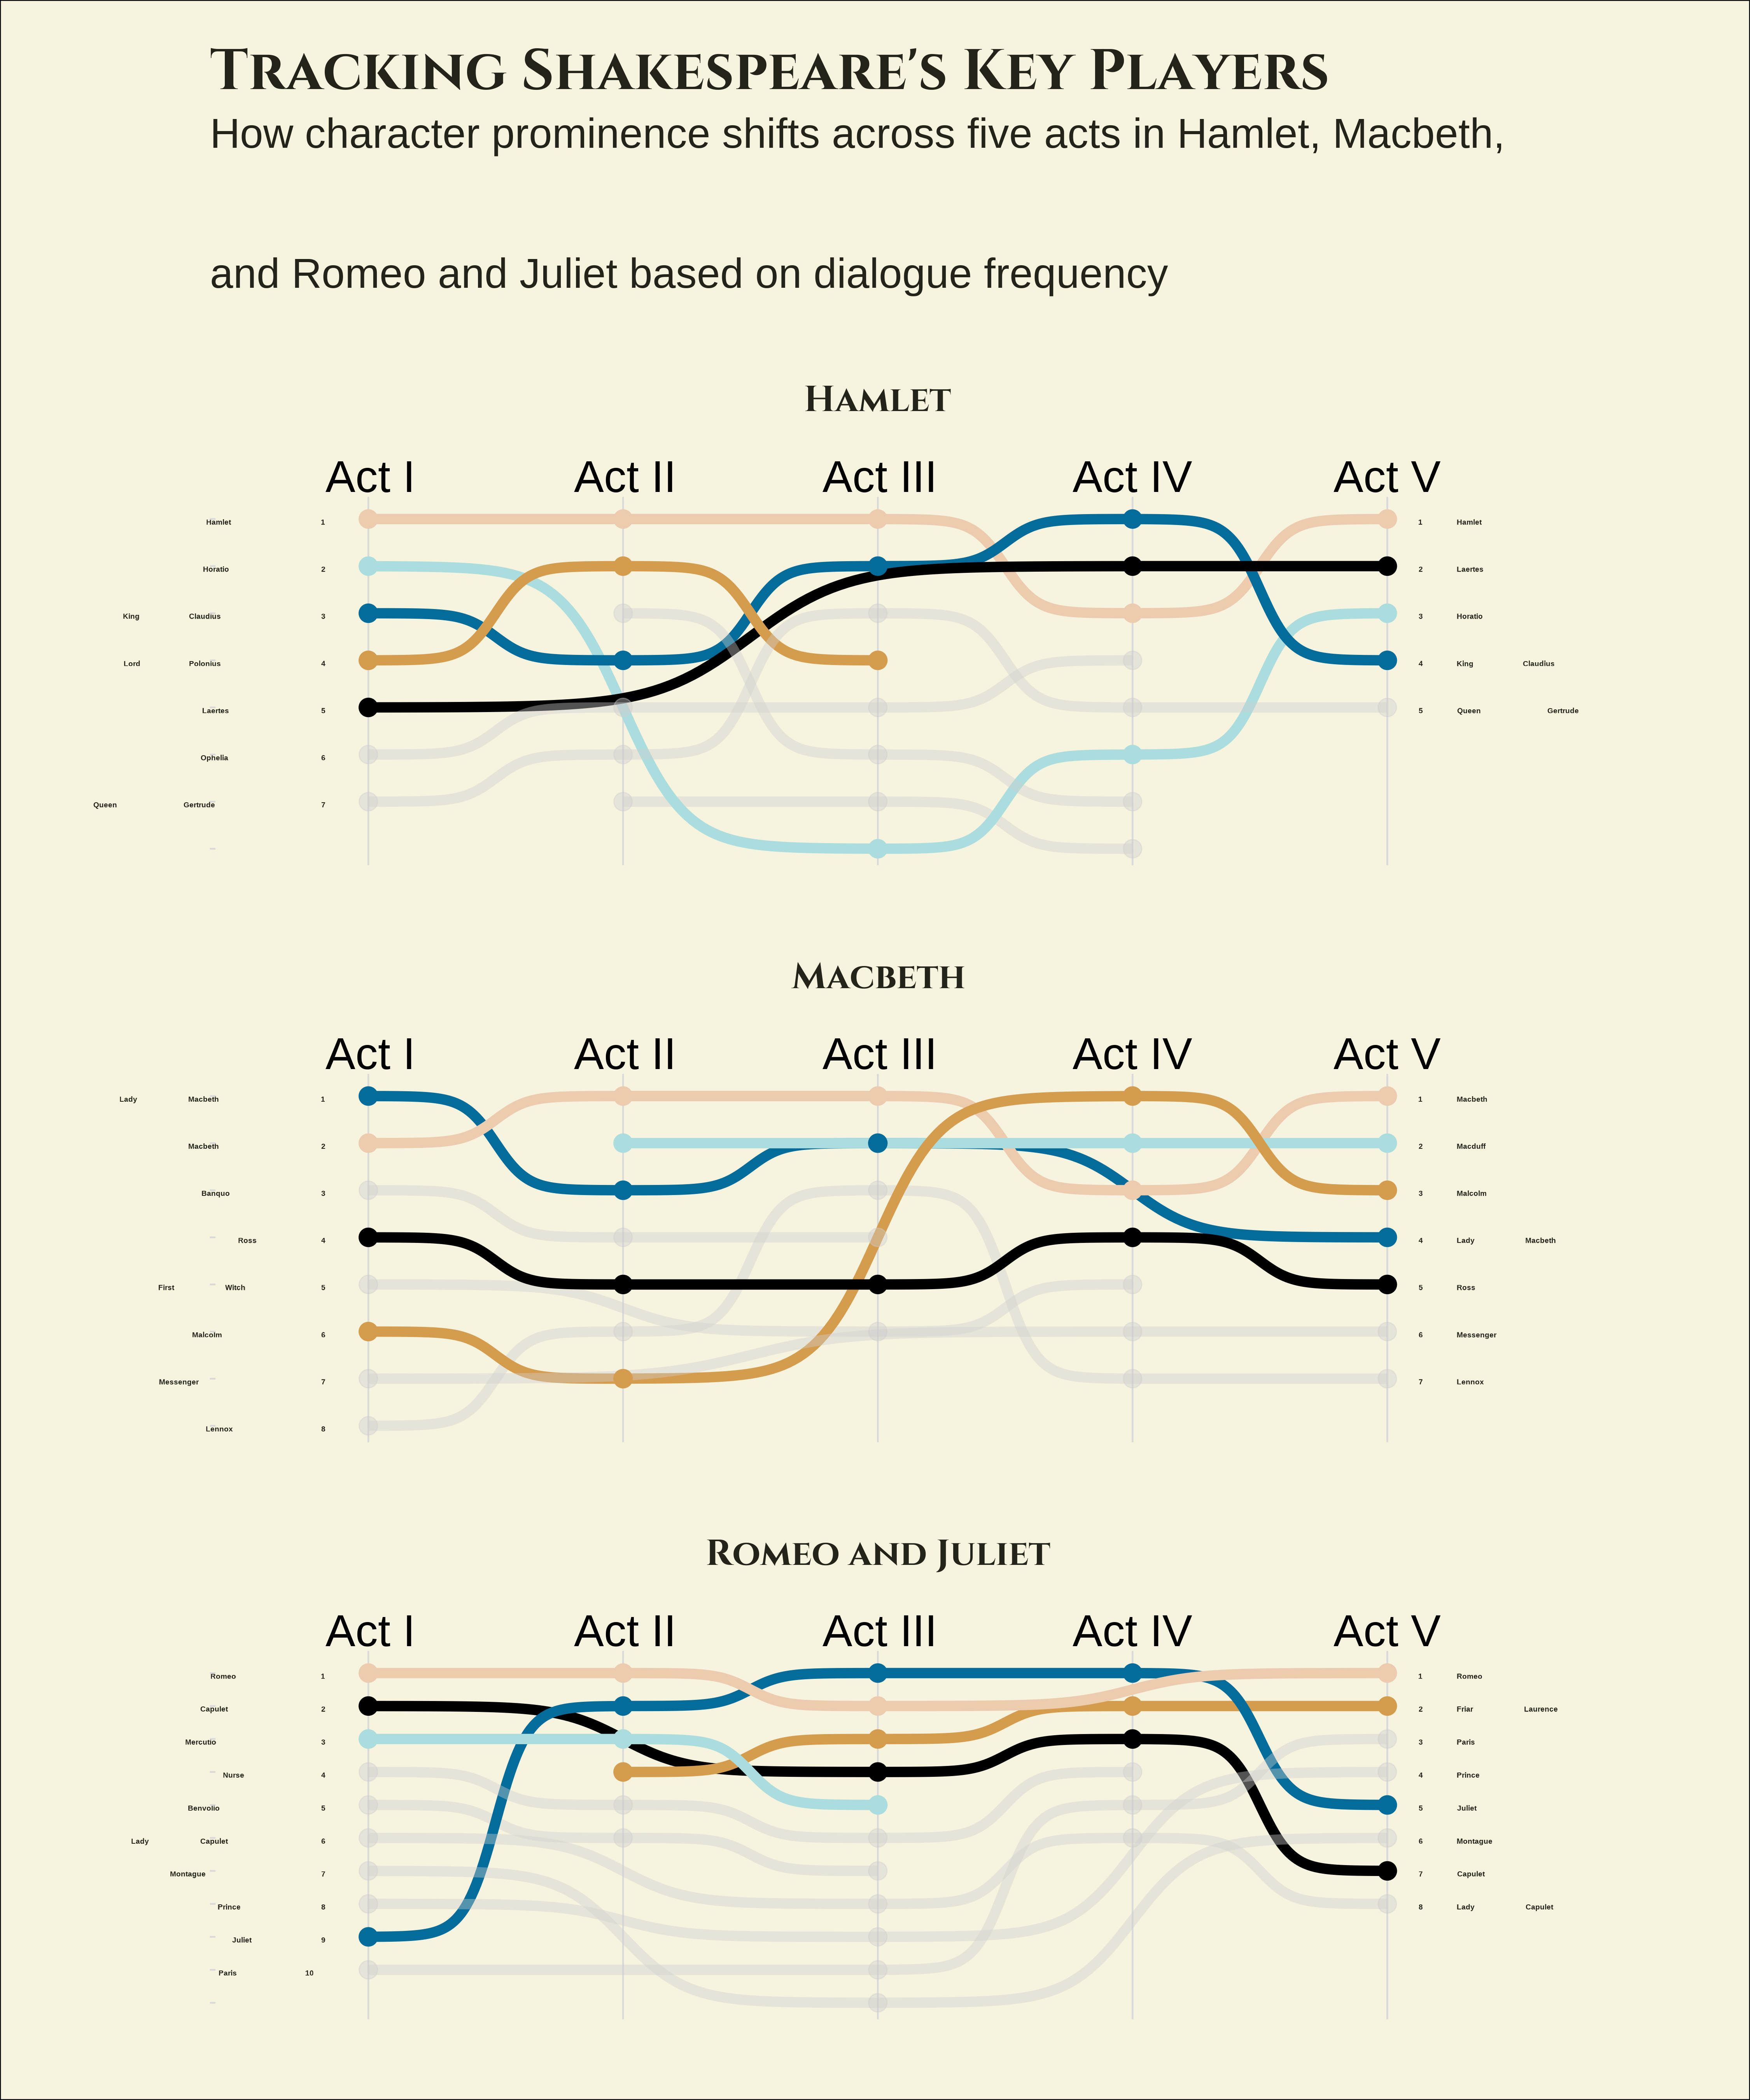 Tracking Shakespeare's Key Players
How character prominence shifts across five acts in Hamlet, Macbeth,
and Romeo and Juliet based on dialogue frequency
Hamlet
Act I Act II Act III Act IV Act V
Hamlet 1 1 Hamlet
Horatio 2 2 Laertes
King Claudius 3 3 Horatio
Lord Polonius 4 4 King Claudius
Laertes 5 5 Queen Gertrude
Ophelia 6
Queen Gertrude 7
Macbeth
Act I Act II Act III Act IV Act V
Lady Macbeth 1 1 Macbeth
Macbeth 2 2 Macduff
Banquo 3 3 Malcolm
Ross 4 4 Lady Macbeth
First Witch 5 5 Ross
Malcolm 6 6 Messenger
Messenger 7 7 Lennox
Lennox 8
Romeo and Juliet
Act I Act II Act III Act IV Act V
Romeo 1 1 Romeo
Capulet 2 2 Friar Laurence
Mercutio 3 3 Paris
Nurse 4 4 Prince
Benvolio 5 5 Juliet
Lady Capulet 6 6 Montague
Montague 7 7 Capulet
Prince 8 8 Lady Capulet
Juliet 9
Paris 10